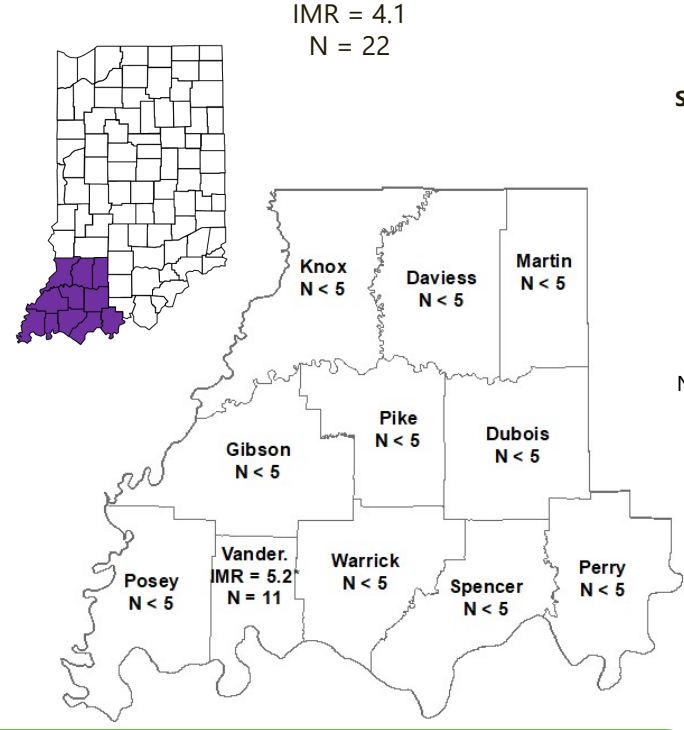 IMR = 4.1
N = 22
S
Knox
N < 5
Daviess
N < 5
Martin
N < 5
N
Gibson
N < 5
Pike
N < 5
Dubois
N < 5
Posey
N < 5
Vander.
IMR = 5.2*
N = 11
Warrick
N < 5
Spencer
N < 5
Perry
N < 5